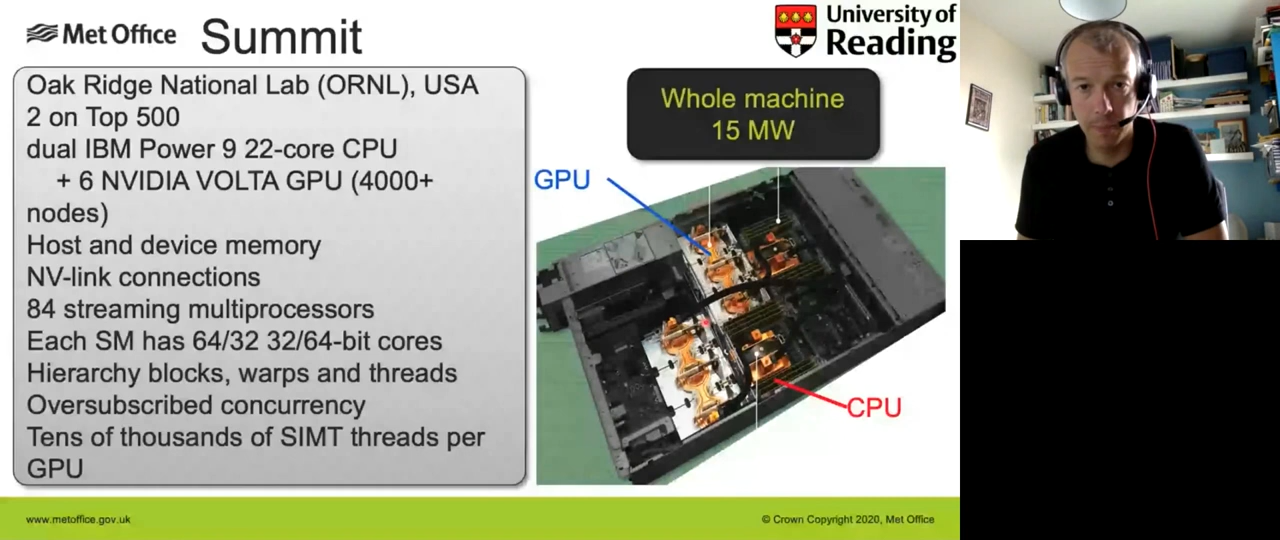 Met Office
Summit
University of
Reading
Oak Ridge National Lab (ORNL), USA
2 on Top 500
dual IBM Power 9 22-core CPU
+ 6 NVIDIA VOLTA GPU (4000+
nodes)
Host and device memory
NV-link connections
84 streaming multiprocessors
Each SM has 64/32 32/64-bit cores
Hierarchy blocks, warps and threads
Oversubscribed concurrency
Tens of thousands of SIMT threads per
GPU
Whole machine
15 MW
GPU
CPU
www.metoffice.gov.uk
© Crown Copyright 2020, Met Office